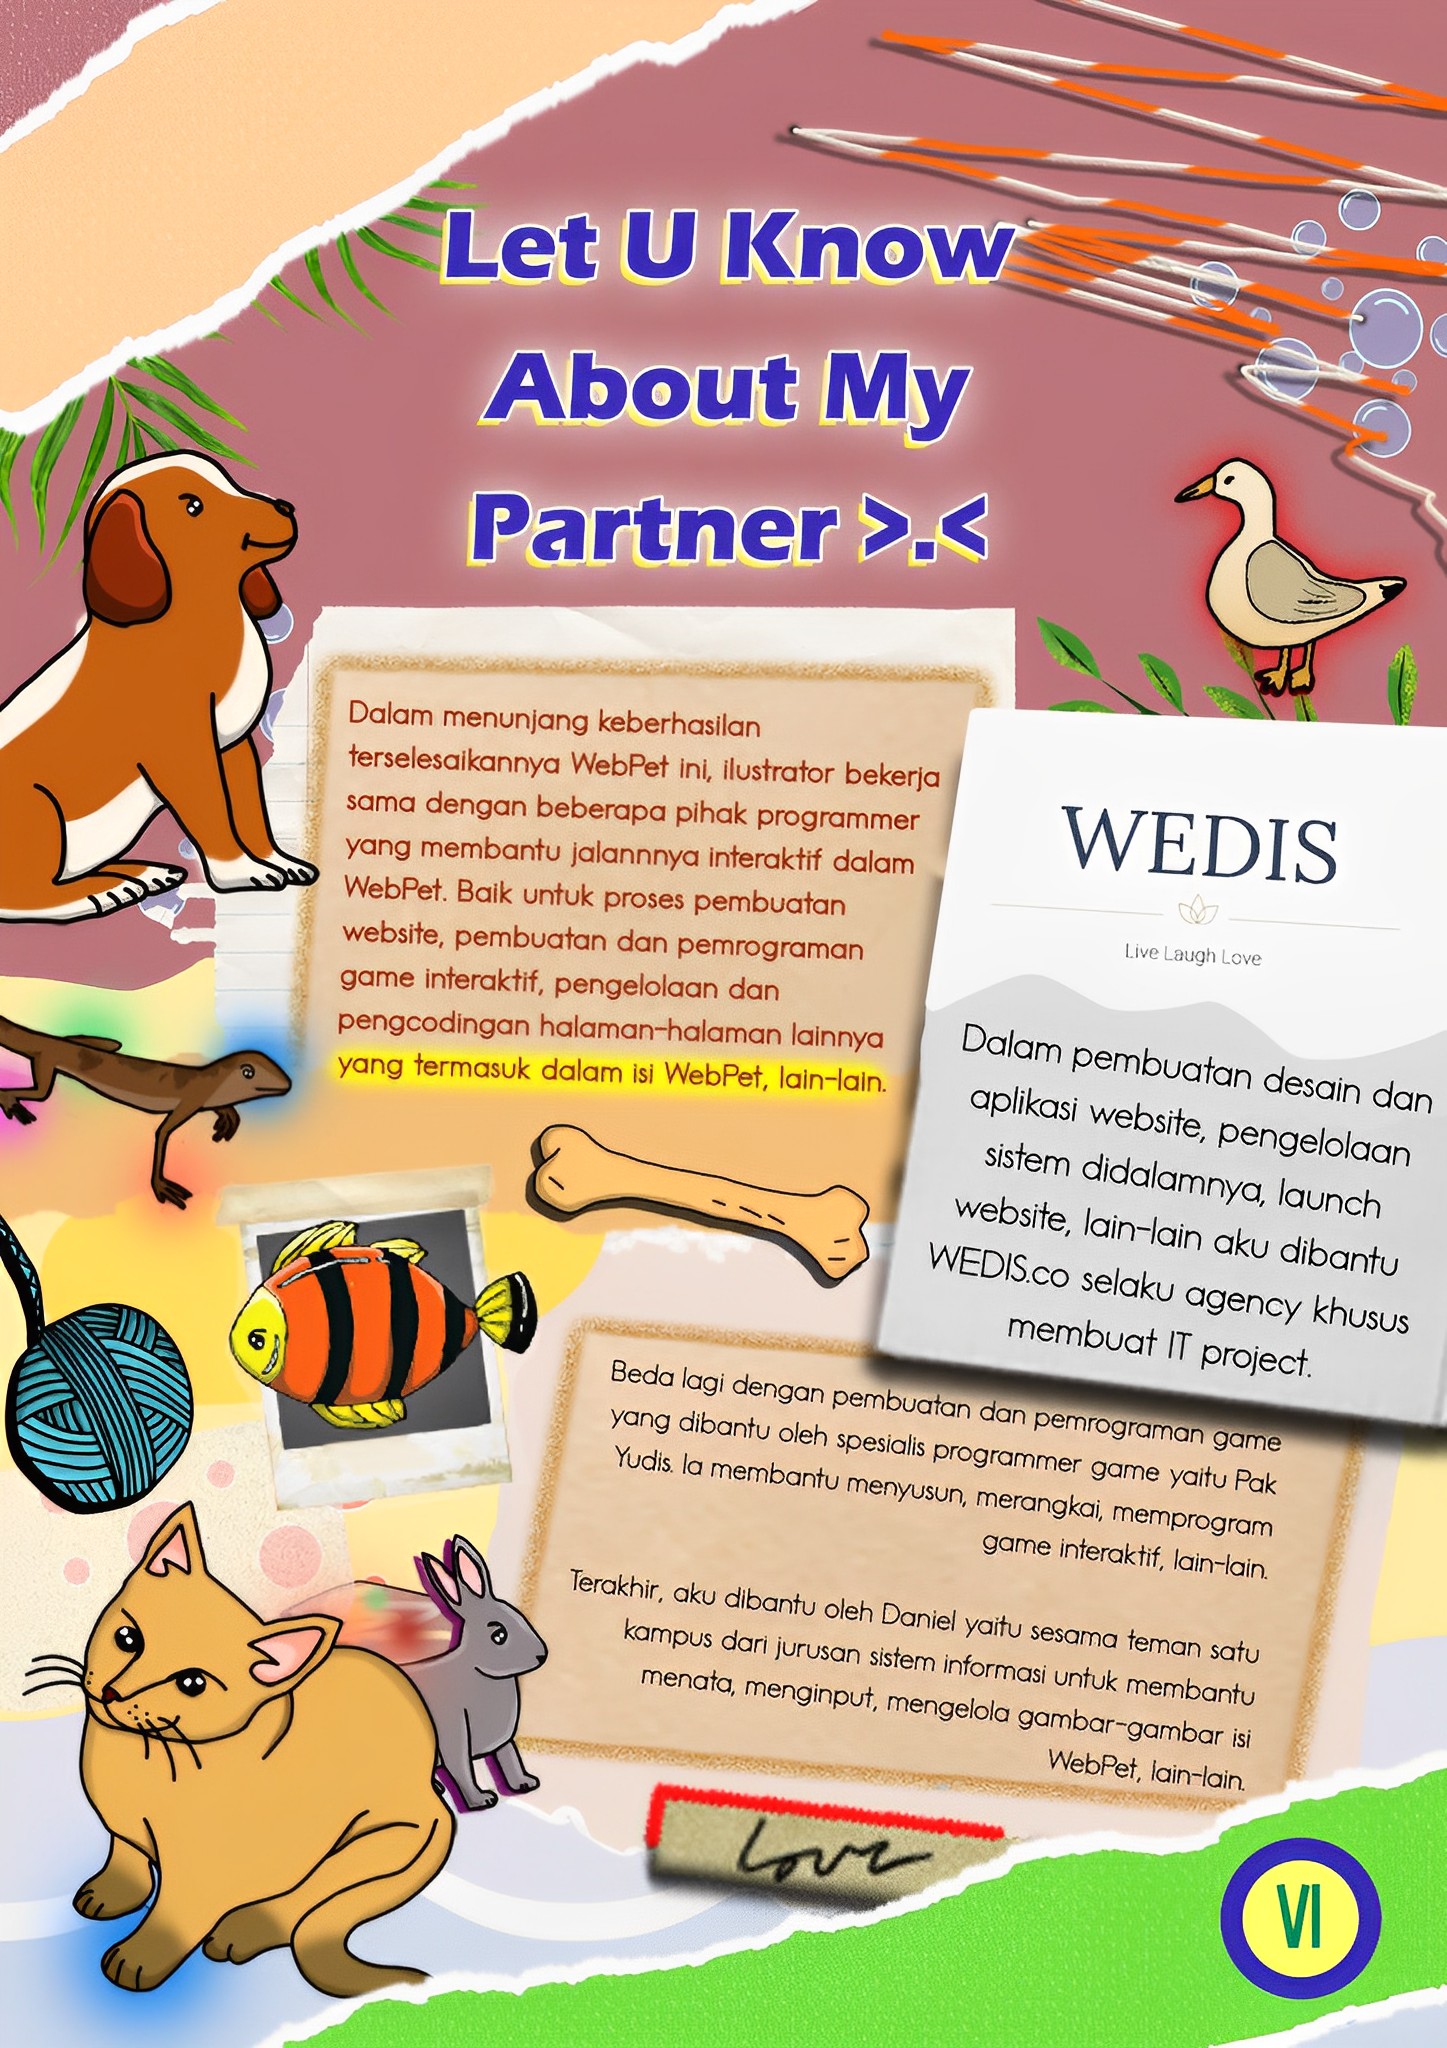 Let U Know
About My
Partner >.<
Dalam menunjang keberhasilan
terselesaikannya WebPet ini, ilustrator bekerja
sama dengan beberapa pihak programmer
yang membantu jalannnya interaktif dalam
WebPet. Baik untuk proses pembuatan
website, pembuatan dan pemrograman
game interaktif, pengelolaan dan
pengcodingan halaman-halaman lainnya
yang termasuk dalam isi WebPet, lain-lain.
WEDIS
Live Laugh Love
Dalam pembuatan desain dan
aplikasi website, pengelolaan
sistem didalamnya, launch
website, lain-lain aku dibantu
WEDIS.co selaku agency khusus
membuat IT project.
Beda lagi dengan pembuatan dan pemrograman game
yang dibantu oleh spesialis programmer game yaitu Pak
Yudis. Ia membantu menyusun, merangkai, memprogram
game interaktif, lain-lain.
Terakhir, aku dibantu oleh Daniel yaitu sesama teman satu
kampus dari jurusan sistem informasi untuk membantu
menata, menginput, mengelola gambar-gambar isi
WebPet, lain-lain.
Love
VI